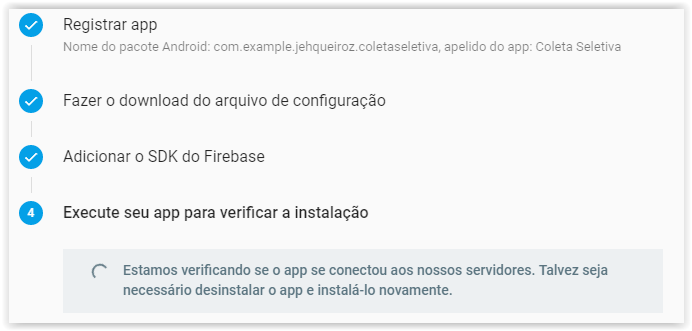 Registrar app
Nome do pacote Android: com.example.jehqueiroz.coletaseletiva, apelido do app: Coleta Seletiva
Fazer o download do arquivo de configuração
Adicionar o SDK do Firebase
4 Execute seu app para verificar a instalação
Estamos verificando se o app se conectou aos nossos servidores. Talvez seja
necessário desinstalar o app e instalá-lo novamente.